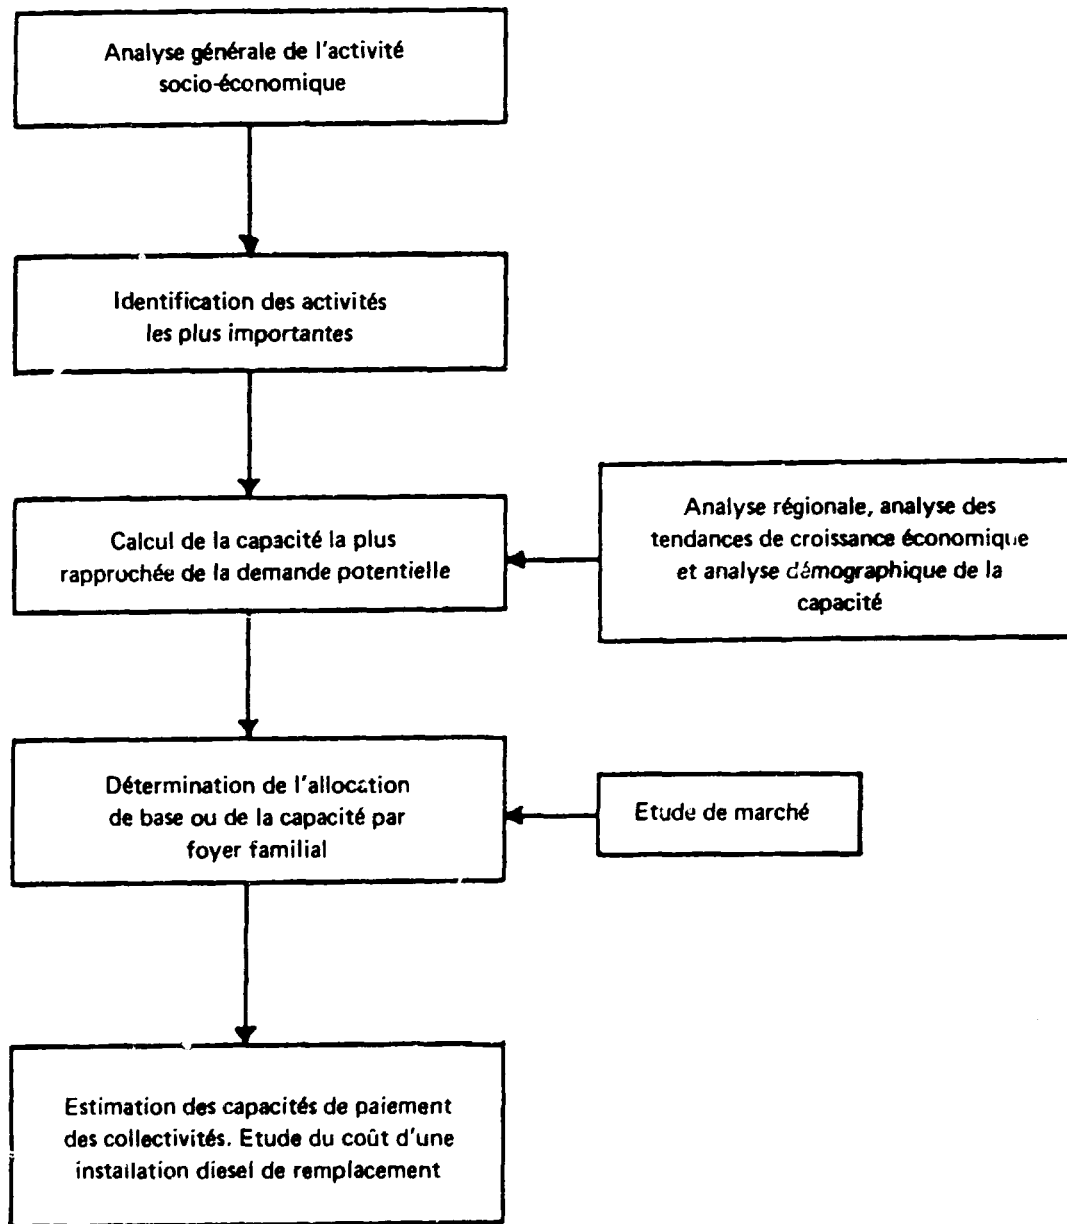 Analyse générale de l'activité
socio-économique
Identification des activités
les plus importantes
Calcul de la capacité la plus
rapprochée de la demande potentielle
Analyse régionale, analyse des
tendances de croissance économique
et analyse démographique de la
capacité
Détermination de l'allocation
de base ou de la capacité par
foyer familial
Etude de marché
Estimation des capacités de paiement
des collectivités. Etude du coût d'une
installation diesel de remplacement